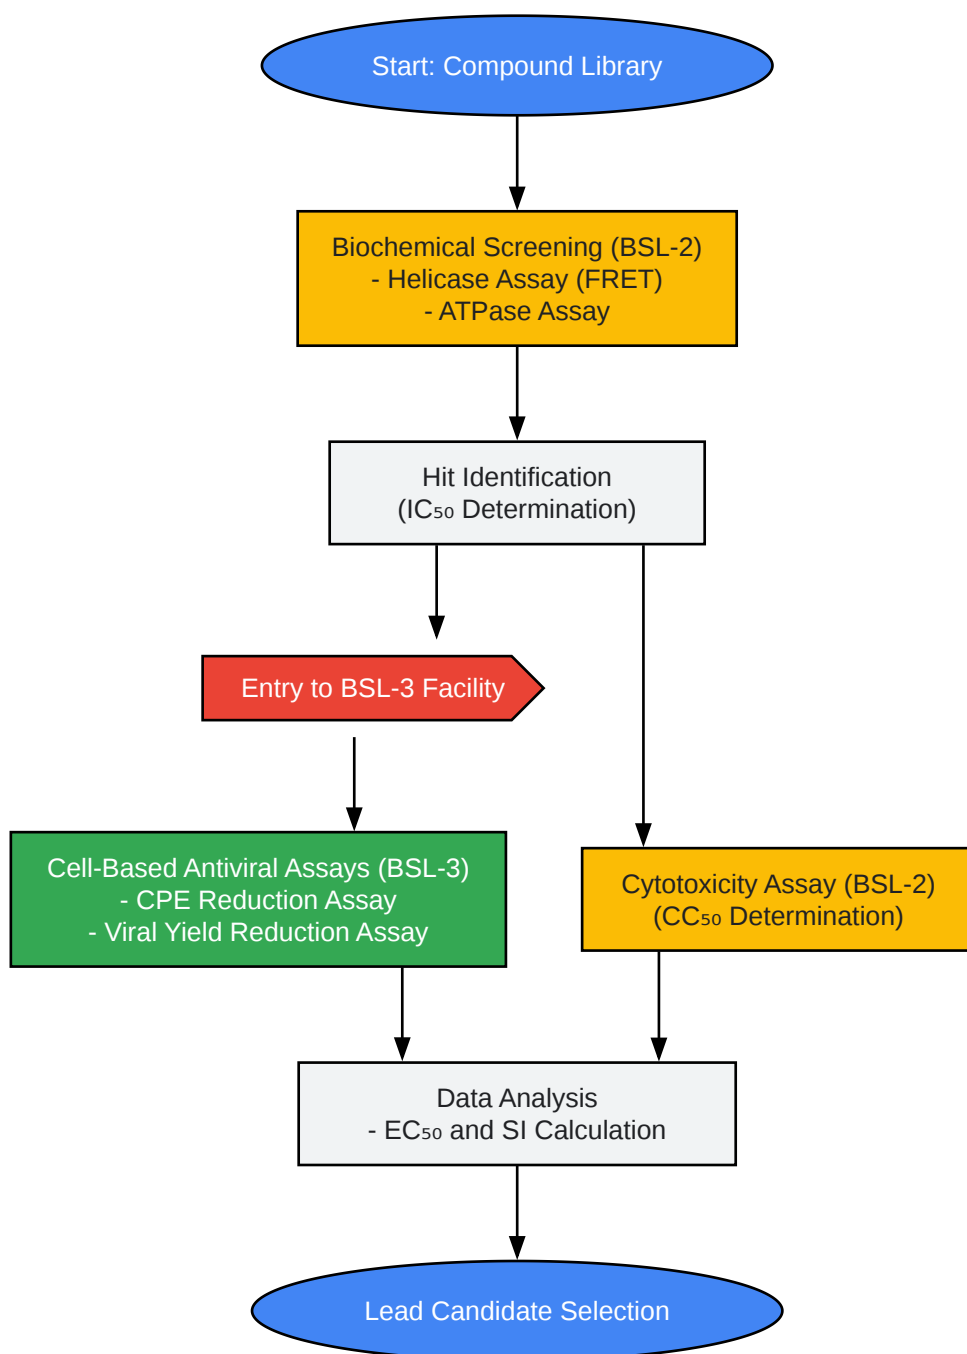 Start: Compound Library
Biochemical Screening (BSL-2)
- Helicase Assay (FRET)
- ATPase Assay
Hit Identification
(IC₅₀ Determination)
Entry to BSL-3 Facility
Cell-Based Antiviral Assays (BSL-3)
- CPE Reduction Assay
- Viral Yield Reduction Assay
Cytotoxicity Assay (BSL-2)
(CC₅₀ Determination)
Data Analysis
- EC₅₀ and SI Calculation
Lead Candidate Selection